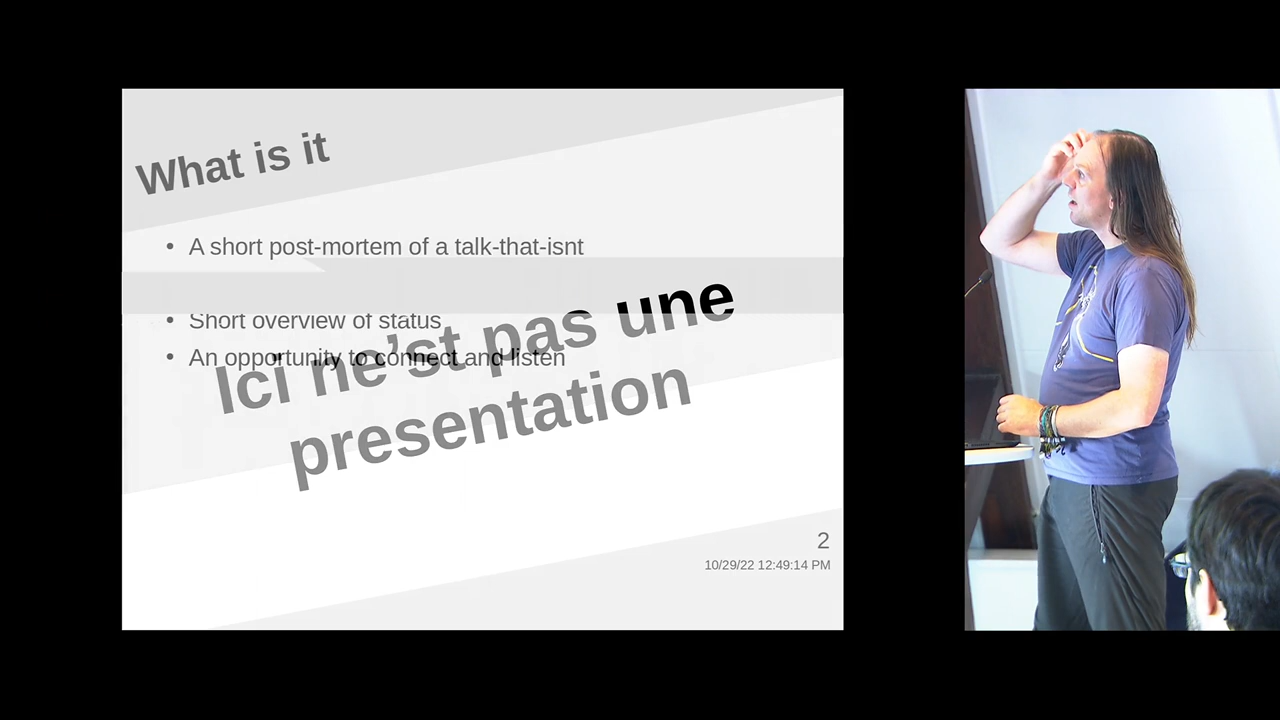 What is it
• A short post-mortem of a talk-that-isnt
• Short overview of status
• An opportunity to connect and listen
Ici ne’st pas une
presentation
2
10/29/22 12:49:14 PM